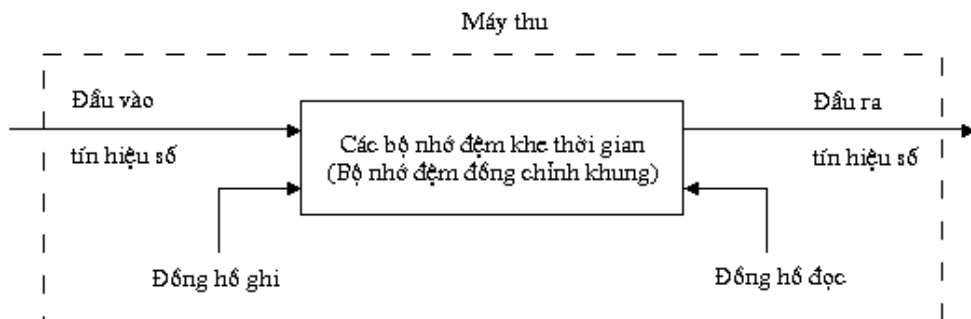 Máy thu
Đầu vào
tín hiệu số
Các bộ nhớ đệm khe thời gian
(Bộ nhớ đệm đồng chỉnh khung)
Đầu ra
tín hiệu số
Đồng hồ ghi
Đồng hồ đọc